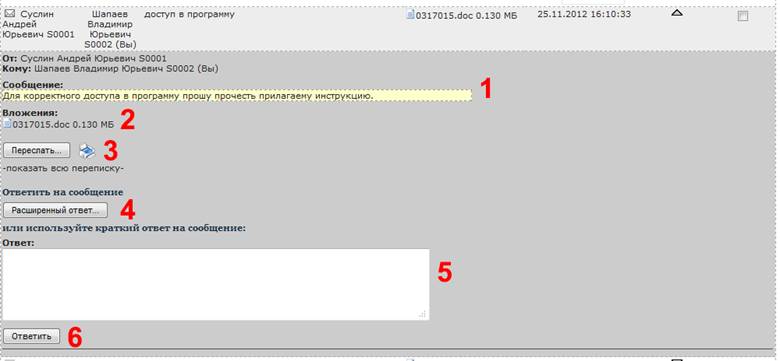 Суслин Андрей Юрьевич S0001
Шапаев Владимир Юрьевич S0002 (Вы)
доступ в программу
0317015.doc 0.130 МБ
25.11.2012 16:10:33
От: Суслин Андрей Юрьевич S0001
Кому: Шапаев Владимир Юрьевич S0002 (Вы)
Сообщение:
Для корректного доступа в программу прошу прочесть прилагаему инструкцию.
1
Вложения:
0317015.doc 0.130 МБ
2
Переслать...
3
-показать всю переписку-
Ответить на сообщение
Расширенный ответ...
4
или используйте краткий ответ на сообщение:
Ответ:
5
Ответить
6